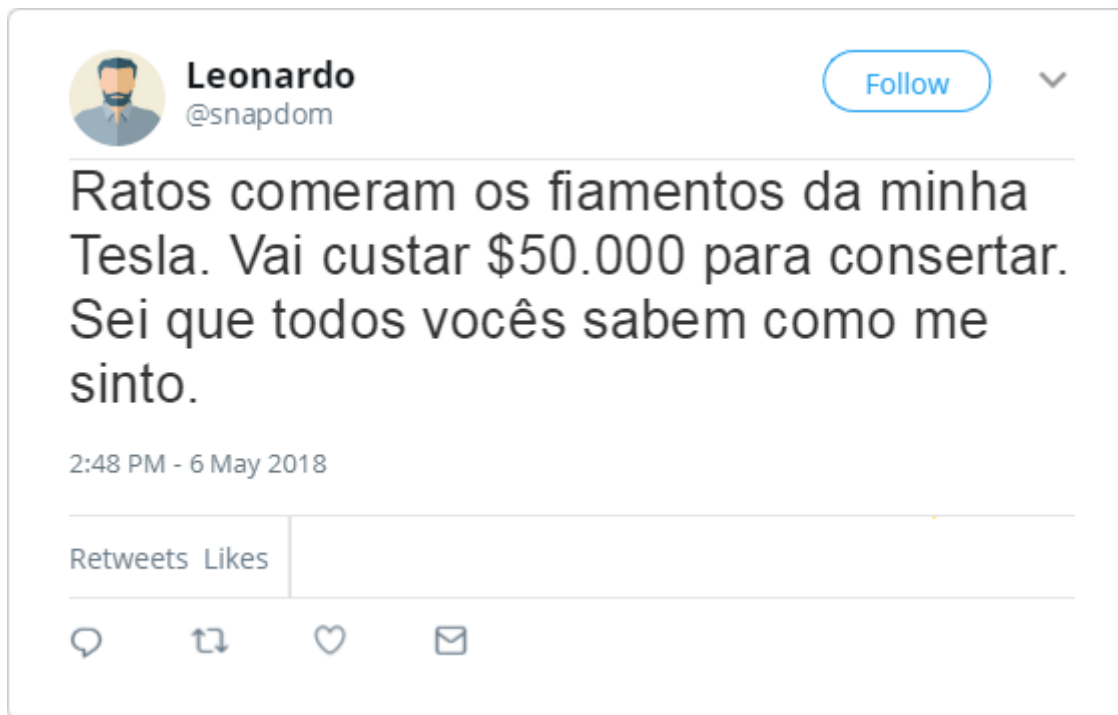 Leonardo
Follow
@snapdom
Ratos comeram os fiamentos da minha
Tesla. Vai custar $50.000 para consertar.
Sei que todos vocês sabem como me
sinto.
2:48 PM - 6 May 2018
Retweets Likes